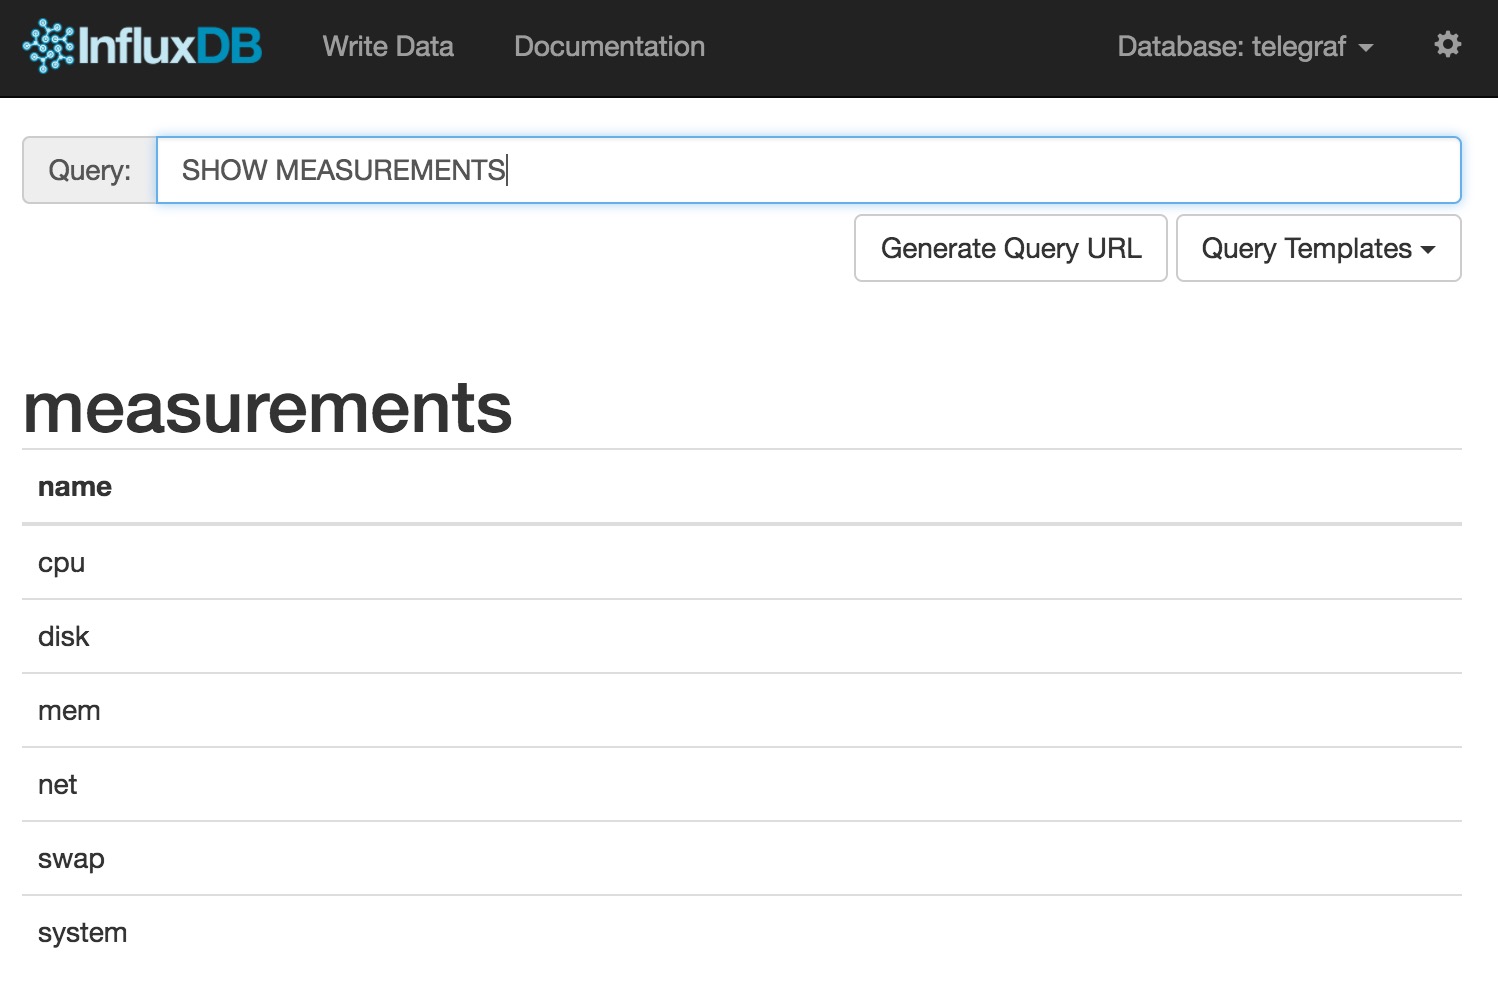 InfluxDB Write Data Documentation Database: telegraf
Query: SHOW MEASUREMENTS
Generate Query URL Query Templates
measurements
name
cpu
disk
mem
net
swap
system